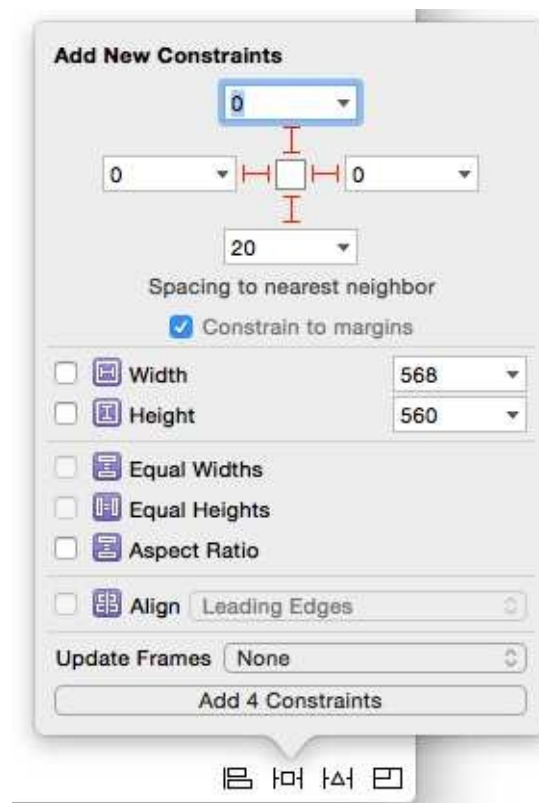 Add New Constraints
0
0 0
20
Spacing to nearest neighbor
Constrain to margins
Width 568
Height 560
Equal Widths
Equal Heights
Aspect Ratio
Align Leading Edges
Update Frames None
Add 4 Constraints